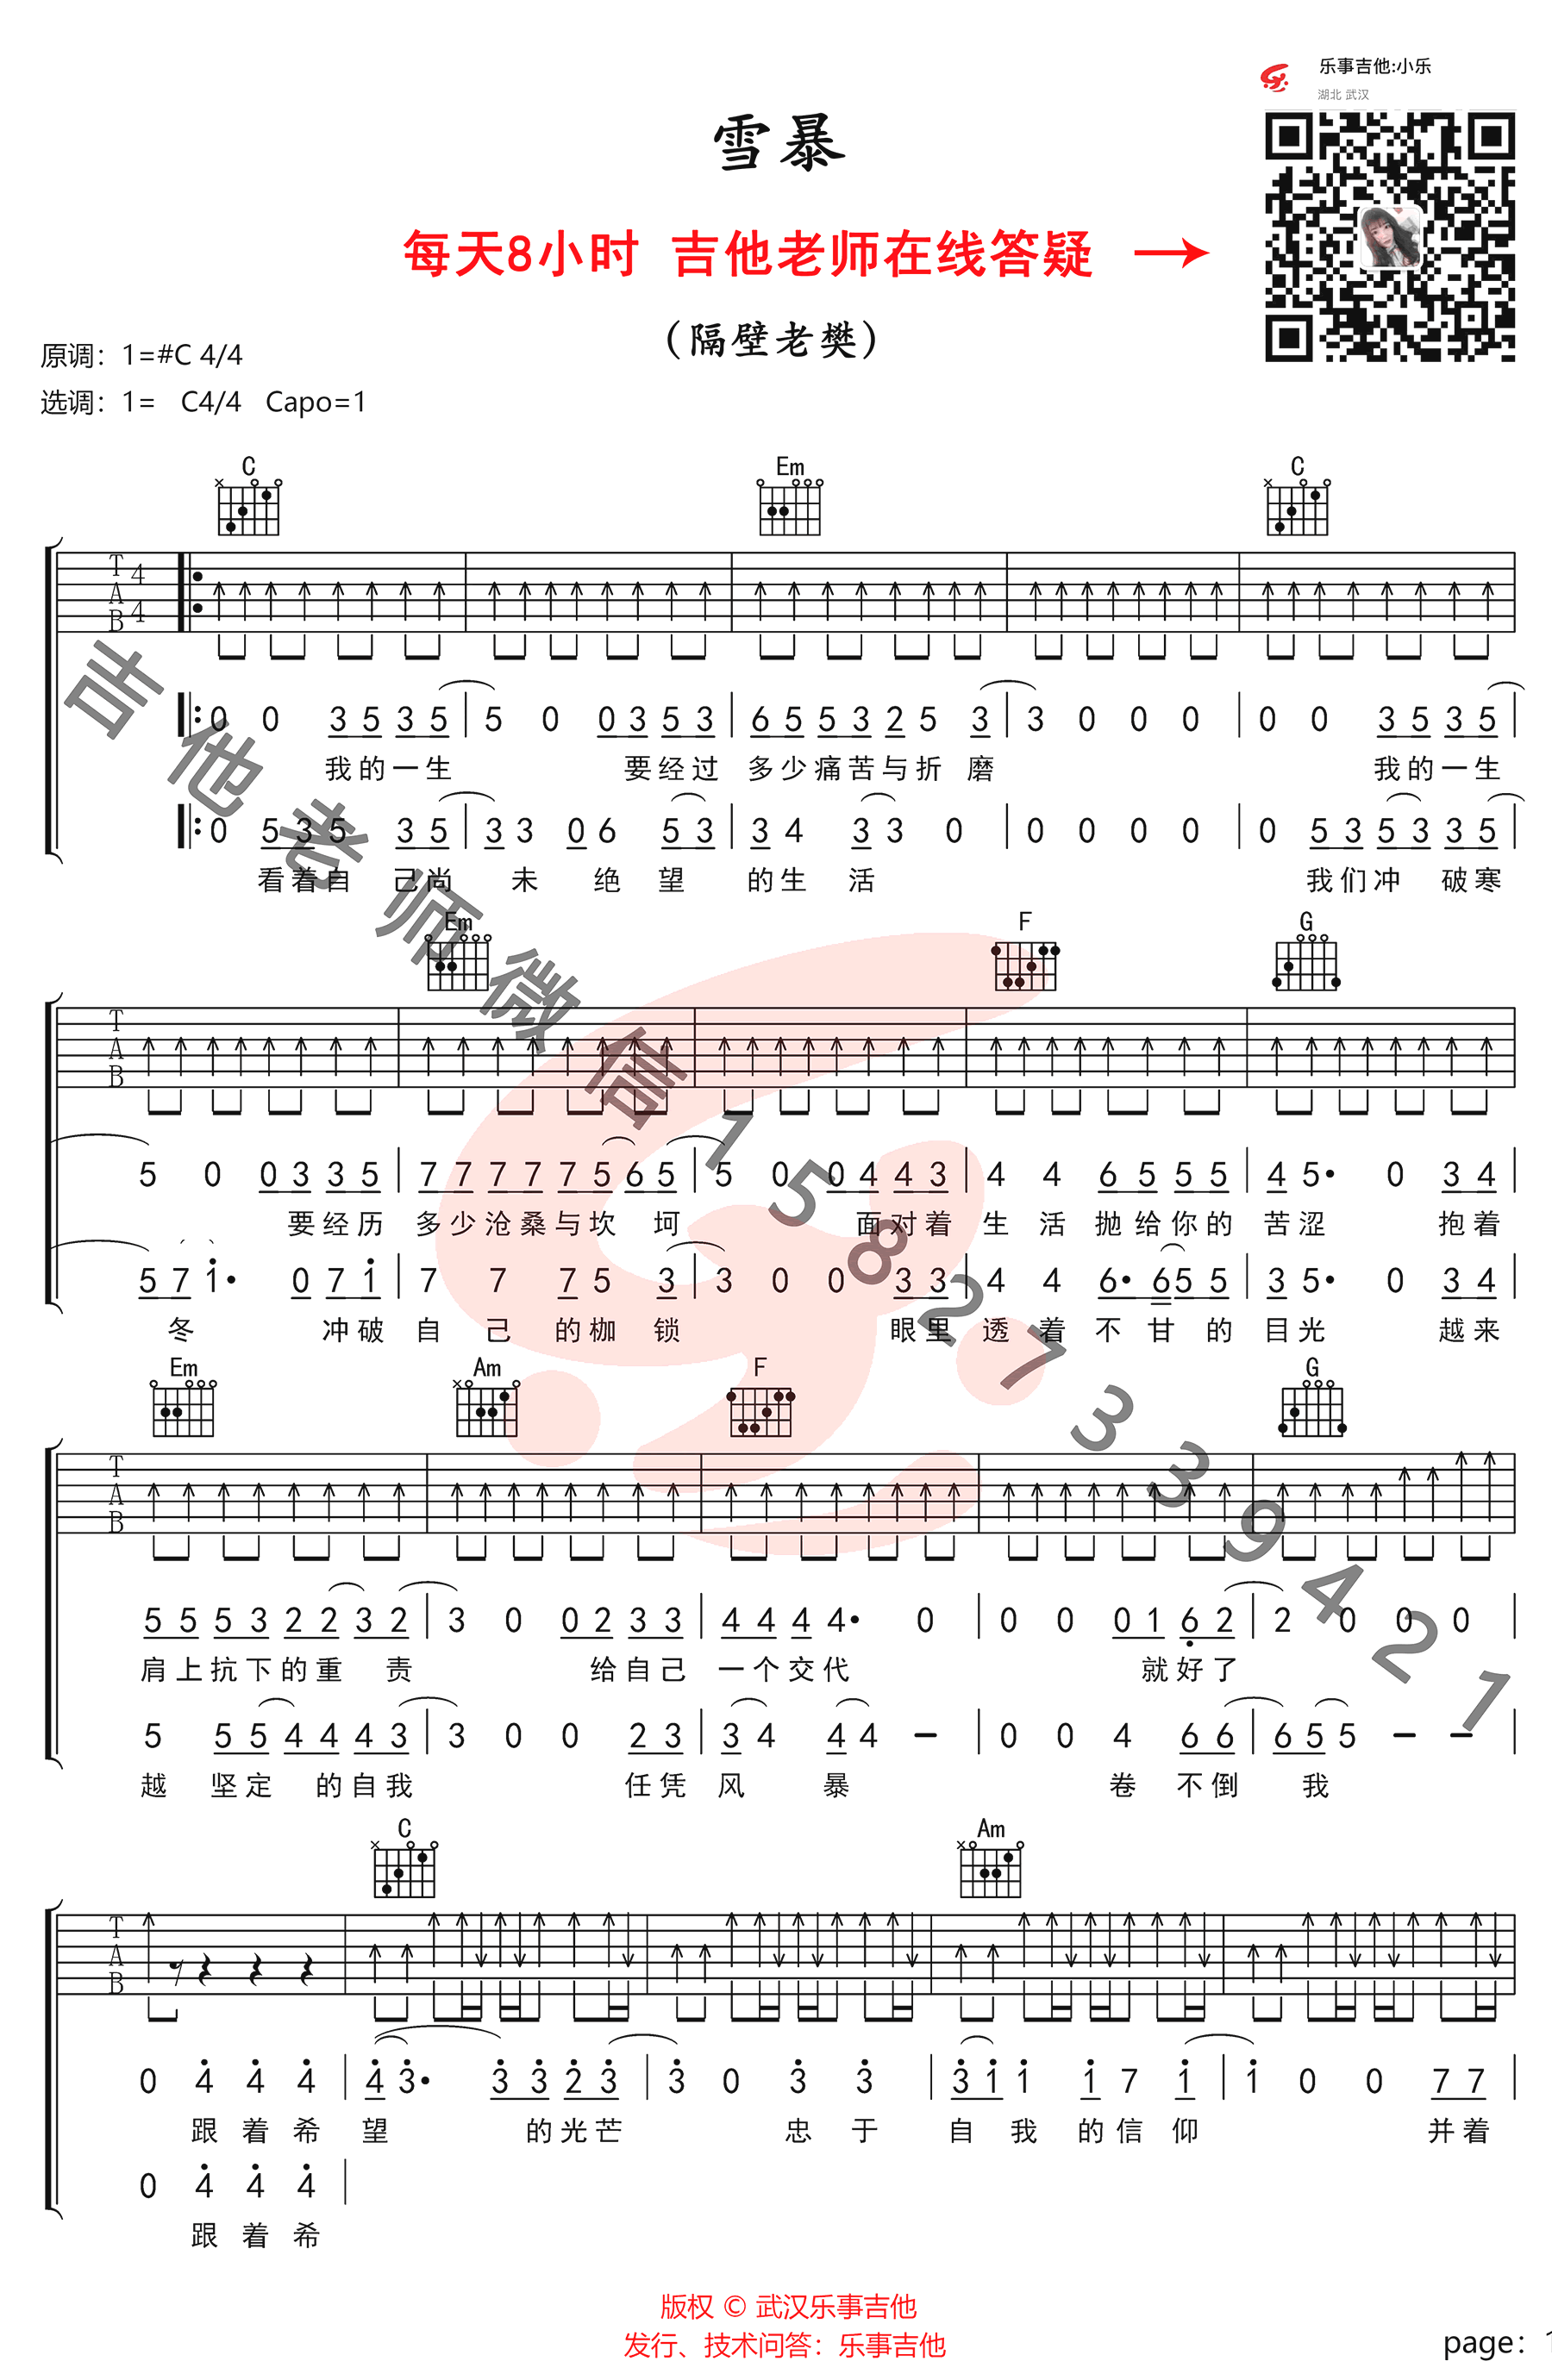 乐事吉他:小乐
湖北 武汉
雪暴
每天8小时 吉他老师在线答疑 →
(隔壁老樊)
原调: 1=#C 4/4
选调: 1= C4/4 Capo=1
C Em C
T A B 4 4
0 0 3 5 3 5 | 5 0 0 3 5 3 | 6 5 5 3 2 5 3 | 3 0 0 0 | 0 0 3 5 3 5 |
我的一生 要经过 多少痛苦与折 磨 我的一生
0 5 3 5 3 5 | 3 3 0 6 5 3 | 3 4 3 3 0 | 0 0 0 0 | 0 5 3 5 3 3 5 |
看着自 己尚 未 绝 望 的生 活 我们冲 破寒
Em F G
T A B
5 0 0 3 3 5 | 7 7 7 7 7 5 6 5 | 5 0 0 4 4 3 | 4 4 6 5 5 5 | 4 5· 0 3 4 |
要经历 多少沧桑与坎 坷 面对着 生 活 抛给你的 苦涩 抱着
5 7 i· 0 7 i | 7 7 7 5 3 | 3 0 0 3 3 | 4 4 6· 6 5 5 | 3 5· 0 3 4 |
冬 冲破 自 己 的枷 锁 眼里 透 着 不 甘 的 目光 越来
Em Am F G
T A B
5 5 5 3 2 2 3 2 | 3 0 0 2 3 3 | 4 4 4 4· 0 | 0 0 0 1 6 2 | 2 0 0 0 |
肩上抗下的重 责 给自己 一个交代 就好了
5 5 5 4 4 4 3 | 3 0 0 2 3 | 3 4 4 4 – | 0 0 4 6 6 | 6 5 5 – – |
越 坚定 的自我 任凭 风 暴 卷 不倒 我
C Am
T A B
0 4 4 4 | 4 3· 3 3 2 3 | 3 0 3 3 | 3 i i i 7 i | i 0 0 7 7 |
跟 着 希 望 的光芒 忠 于 自 我 的信 仰 并着
0 4 4 4 |
跟 着 希
吉他老师微信15827339421
版权 © 武汉乐事吉他
发行、技术问答: 乐事吉他
page: 1